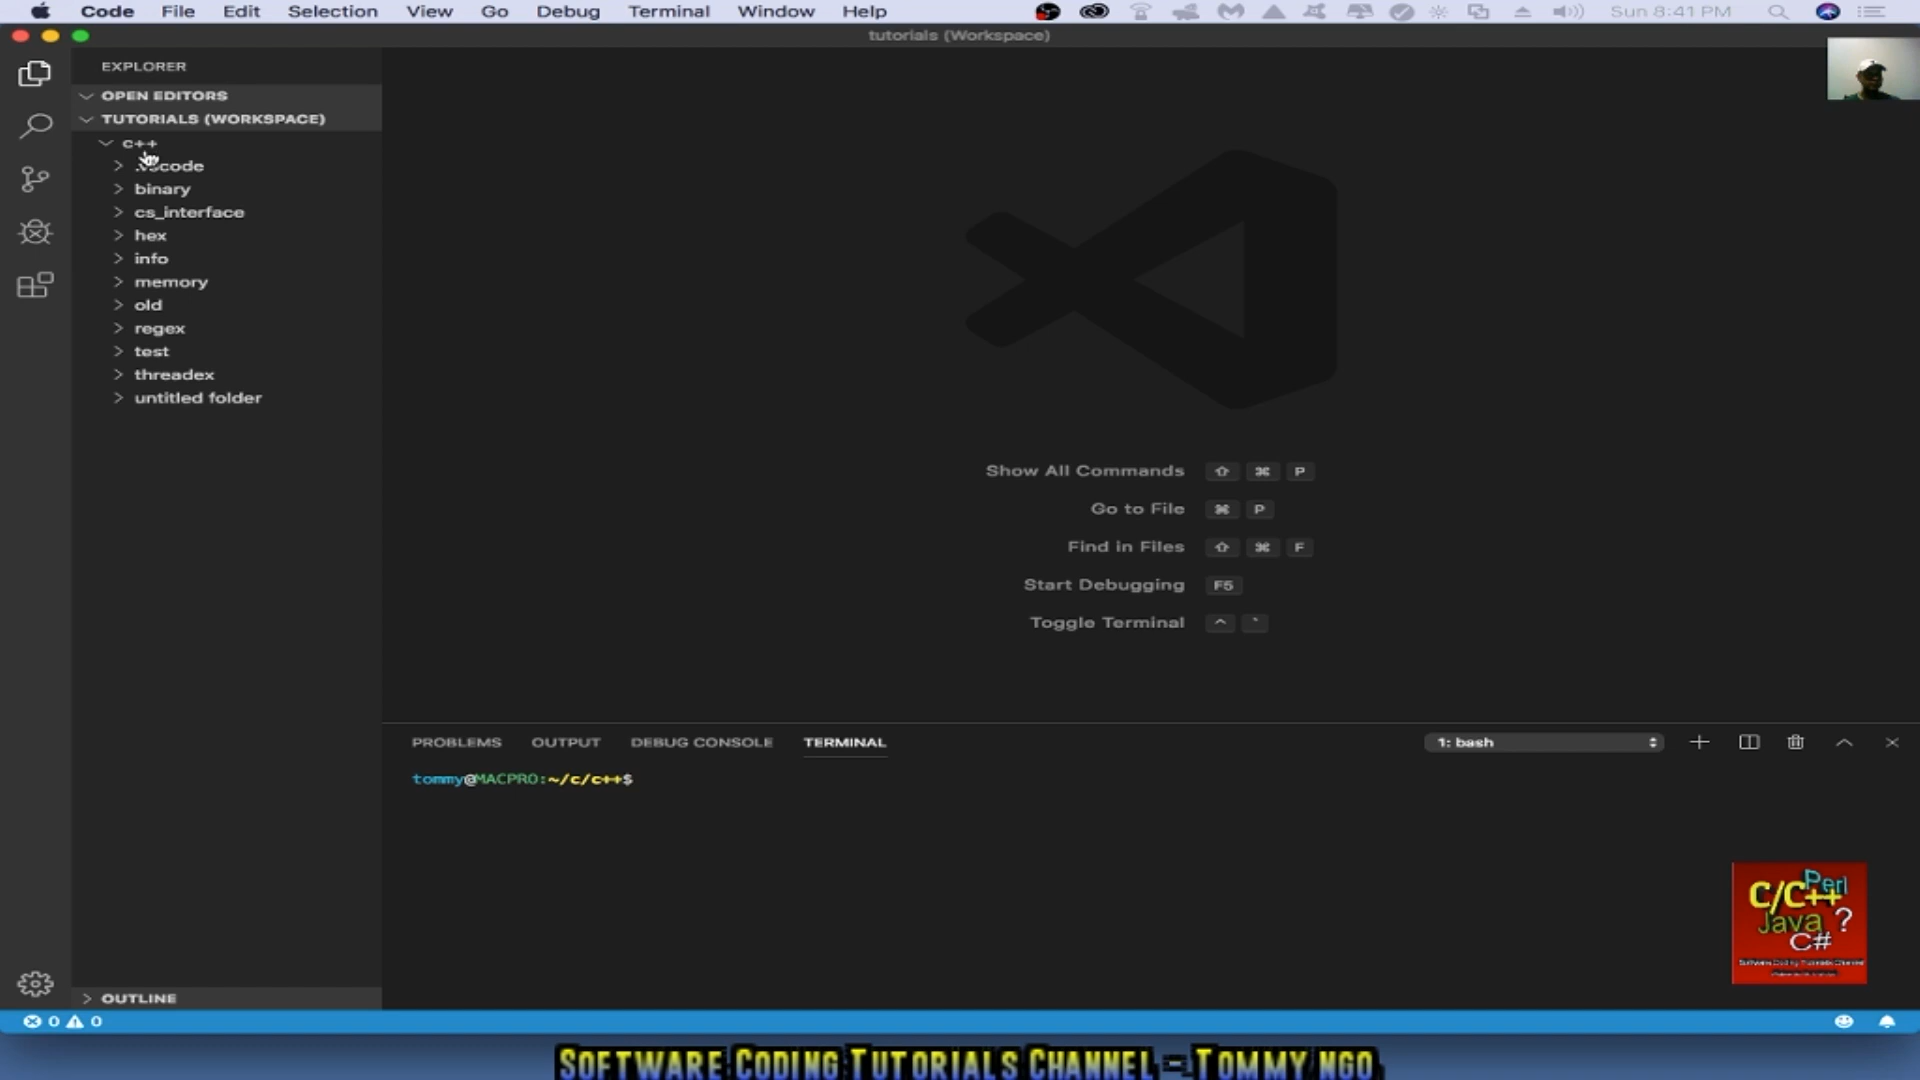 Code File Edit Selection View Go Debug Terminal Window Help Sun 8:41 PM
tutorials (Workspace)
EXPLORER
OPEN EDITORS
TUTORIALS (WORKSPACE)
c++
binary
cs_interface
hex
info
memory
old
regex
test
threadex
untitled folder
Show All Commands ⇧ ⌘ P
Go to File ⌘ P
Find in Files ⇧ ⌘ F
Start Debugging F5
Toggle Terminal ^ `
PROBLEMS OUTPUT DEBUG CONSOLE TERMINAL 1: bash
tommy@MACPRO:~/c/c++$
Perl
C/C++
Java ?
C#
OUTLINE
0 0
SOFTWARE CODING TUTORIALS CHANNEL - TOMMY NGO